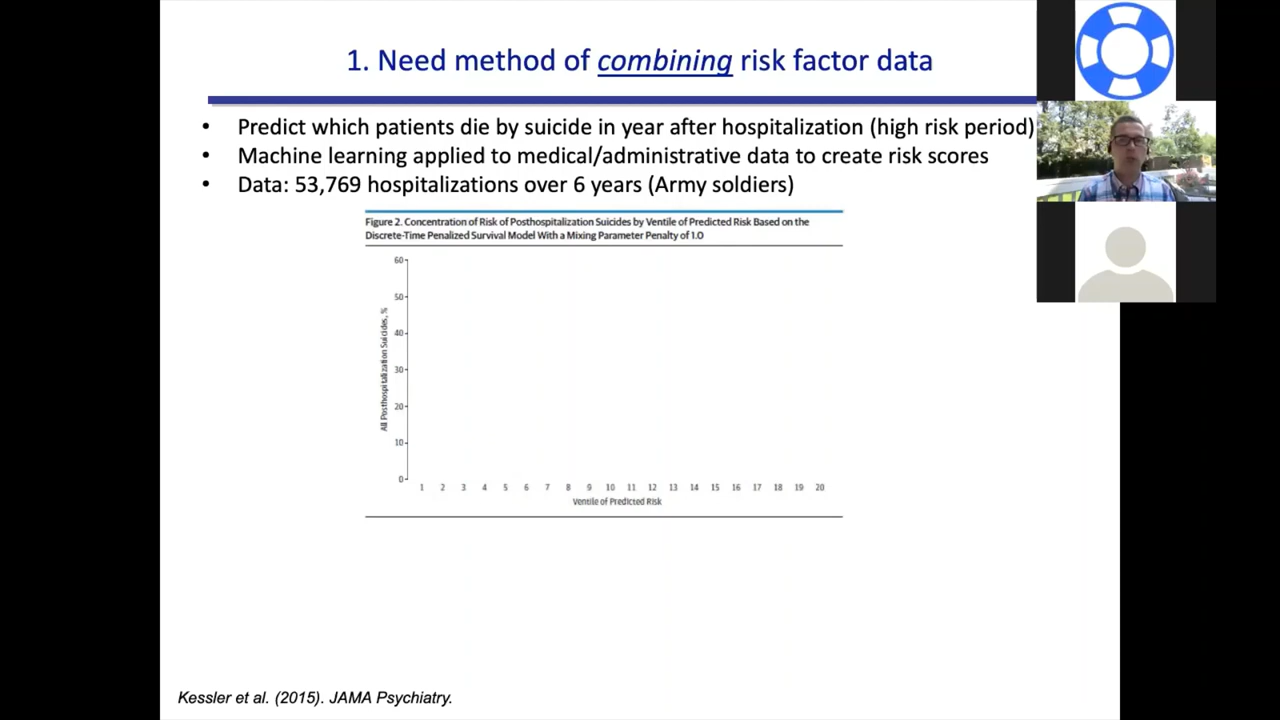 1. Need method of combining risk factor data
• Predict which patients die by suicide in year after hospitalization (high risk period)
• Machine learning applied to medical/administrative data to create risk scores
• Data: 53,769 hospitalizations over 6 years (Army soldiers)
Figure 2. Concentration of Risk of Posthospitalization Suicides by Ventile of Predicted Risk Based on the
Discrete-Time Penalized Survival Model With a Mixing Parameter Penalty of 1.0
All Posthospitalization Suicides, %
60
50
40
30
20
10
0
1 2 3 4 5 6 7 8 9 10 11 12 13 14 15 16 17 18 19 20
Ventile of Predicted Risk
Kessler et al. (2015). JAMA Psychiatry.